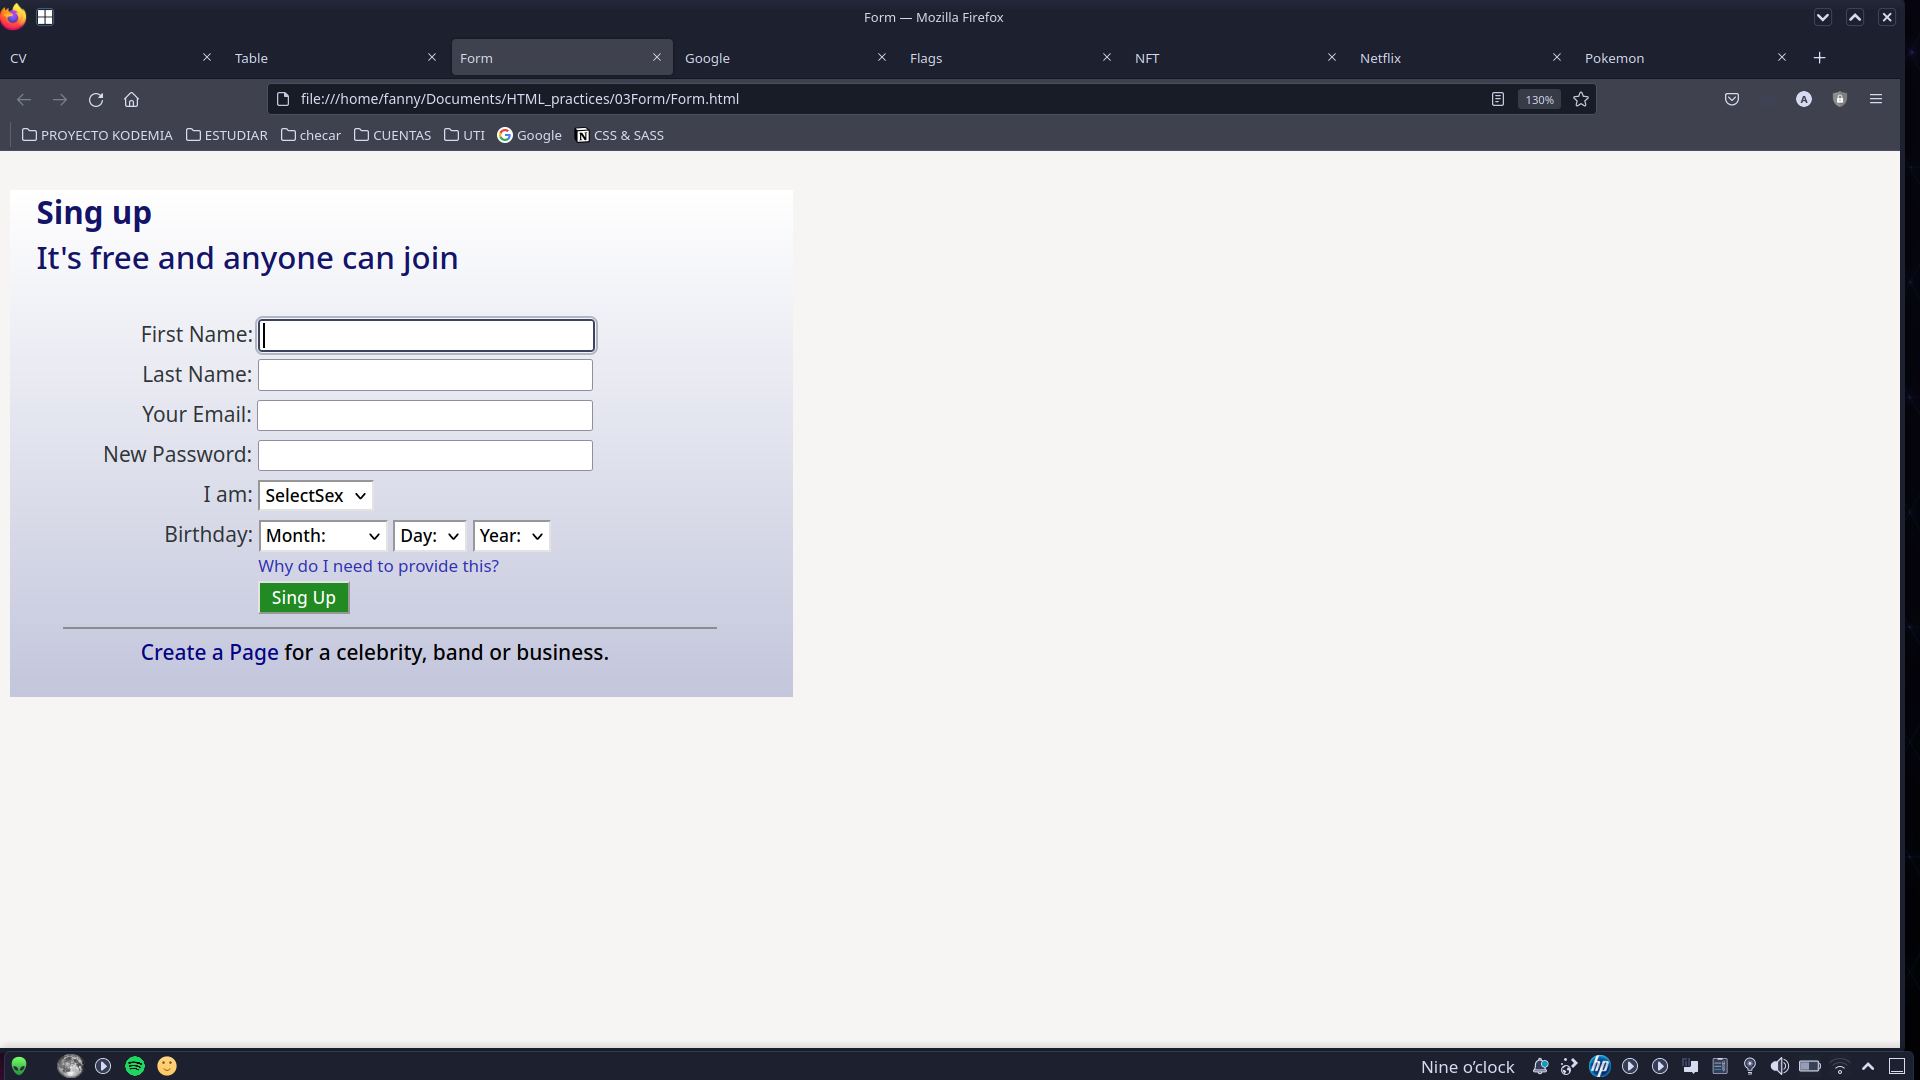 Form — Mozilla Firefox
CV Table Form Google Flags NFT Netflix Pokemon
file:///home/fanny/Documents/HTML_practices/03Form/Form.html 130% A
PROYECTO KODEMIA ESTUDIAR checar CUENTAS UTI Google CSS & SASS
Sing up
It's free and anyone can join
First Name:
Last Name:
Your Email:
New Password:
I am: SelectSex
Birthday: Month: Day: Year:
Why do I need to provide this?
Sing Up
Create a Page for a celebrity, band or business.
Nine o’clock hp